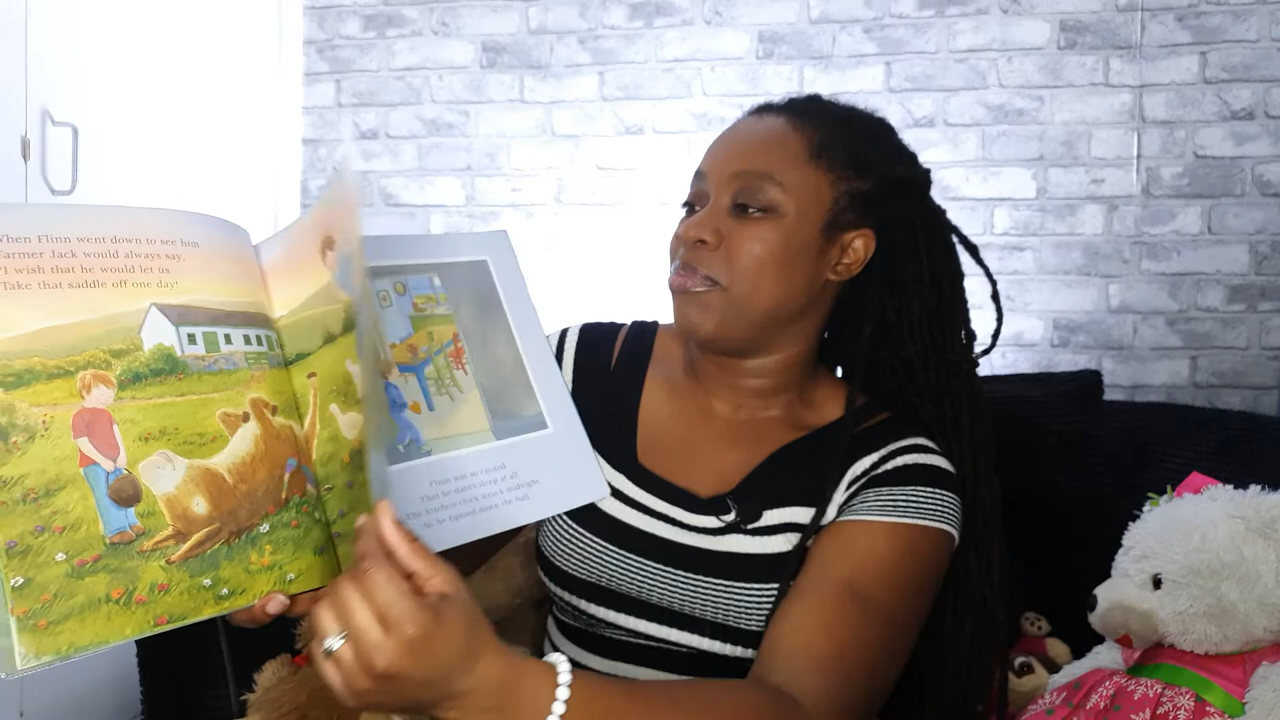 When Flinn went down to see him
Farmer Jack would always say,
"I wish that he would let us
Take that saddle off one day!
Flinn was so excited
That he didn't sleep at all
The kitchen clock struck midnight
So he tiptoed down the hall